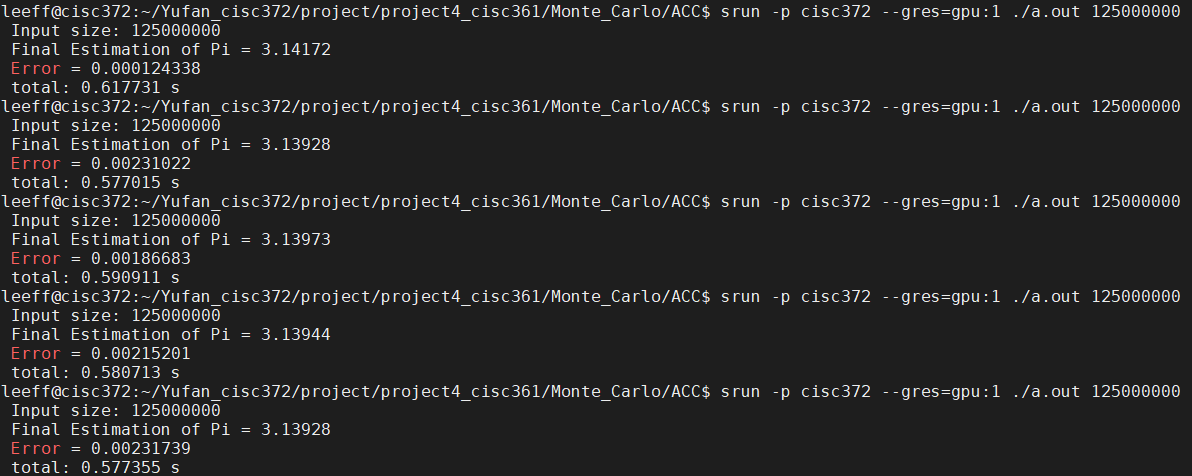 leeff@cisc372:~/Yufan_cisc372/project/project4_cisc361/Monte_Carlo/ACC$ srun -p cisc372 --gres=gpu:1 ./a.out 125000000
Input size: 125000000
Final Estimation of Pi = 3.14172
Error = 0.000124338
total: 0.617731 s
leeff@cisc372:~/Yufan_cisc372/project/project4_cisc361/Monte_Carlo/ACC$ srun -p cisc372 --gres=gpu:1 ./a.out 125000000
Input size: 125000000
Final Estimation of Pi = 3.13928
Error = 0.00231022
total: 0.577015 s
leeff@cisc372:~/Yufan_cisc372/project/project4_cisc361/Monte_Carlo/ACC$ srun -p cisc372 --gres=gpu:1 ./a.out 125000000
Input size: 125000000
Final Estimation of Pi = 3.13973
Error = 0.00186683
total: 0.590911 s
leeff@cisc372:~/Yufan_cisc372/project/project4_cisc361/Monte_Carlo/ACC$ srun -p cisc372 --gres=gpu:1 ./a.out 125000000
Input size: 125000000
Final Estimation of Pi = 3.13944
Error = 0.00215201
total: 0.580713 s
leeff@cisc372:~/Yufan_cisc372/project/project4_cisc361/Monte_Carlo/ACC$ srun -p cisc372 --gres=gpu:1 ./a.out 125000000
Input size: 125000000
Final Estimation of Pi = 3.13928
Error = 0.00231739
total: 0.577355 s